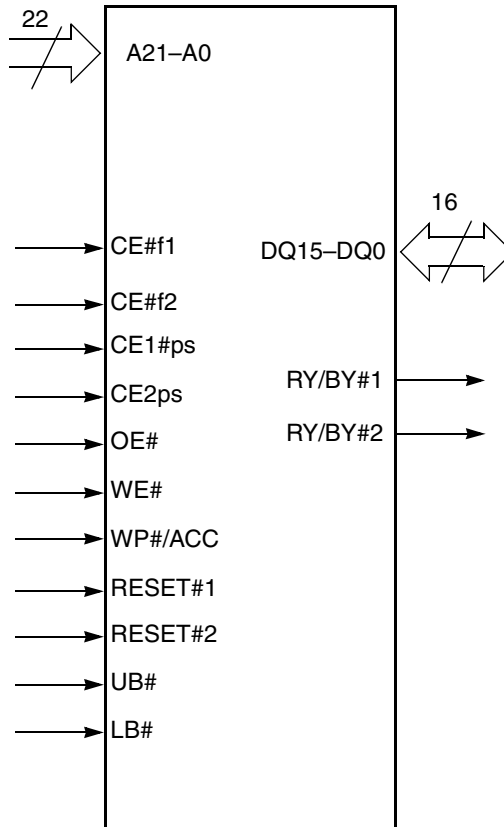 22
A21–A0
16
CE#f1
DQ15–DQ0
CE#f2
CE1#ps
RY/BY#1
CE2ps
RY/BY#2
OE#
WE#
WP#/ACC
RESET#1
RESET#2
UB#
LB#